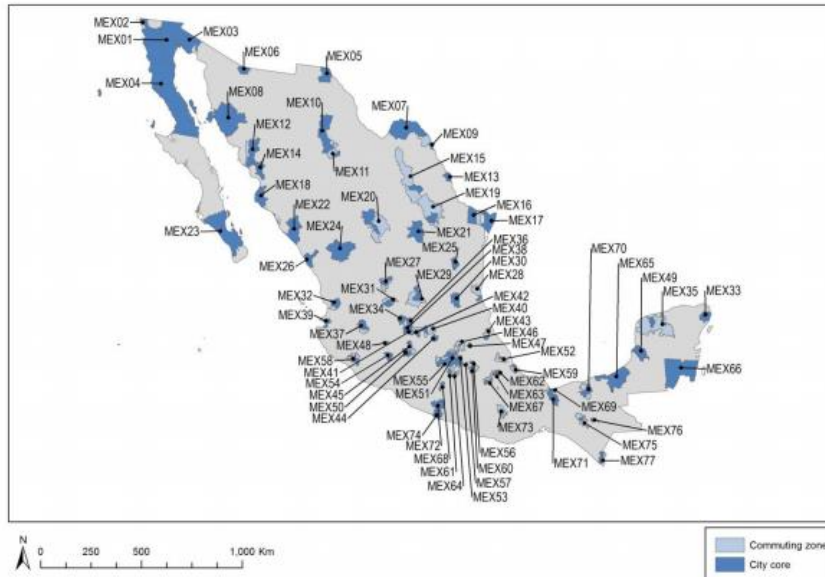 MEX02
MEX01
MEX03
MEX06
MEX05
MEX04
MEX08
MEX10
MEX07
MEX12
MEX09
MEX14
MEX11
MEX15
MEX13
MEX18
MEX20
MEX19
MEX16
MEX22
MEX17
MEX23
MEX24
MEX21
MEX36
MEX38
MEX30
MEX25
MEX26
MEX27
MEX29
MEX28
MEX70
MEX65
MEX49
MEX35
MEX33
MEX31
MEX32
MEX34
MEX42
MEX40
MEX39
MEX37
MEX43
MEX46
MEX47
MEX48
MEX58
MEX52
MEX41
MEX54
MEX45
MEX50
MEX44
MEX55
MEX51
MEX59
MEX62
MEX63
MEX67
MEX66
MEX69
MEX73
MEX76
MEX75
MEX74
MEX72
MEX68
MEX61
MEX64
MEX56
MEX60
MEX57
MEX53
MEX71
MEX77
N
0 250 500 1,000 Km
Commuting zone
City core